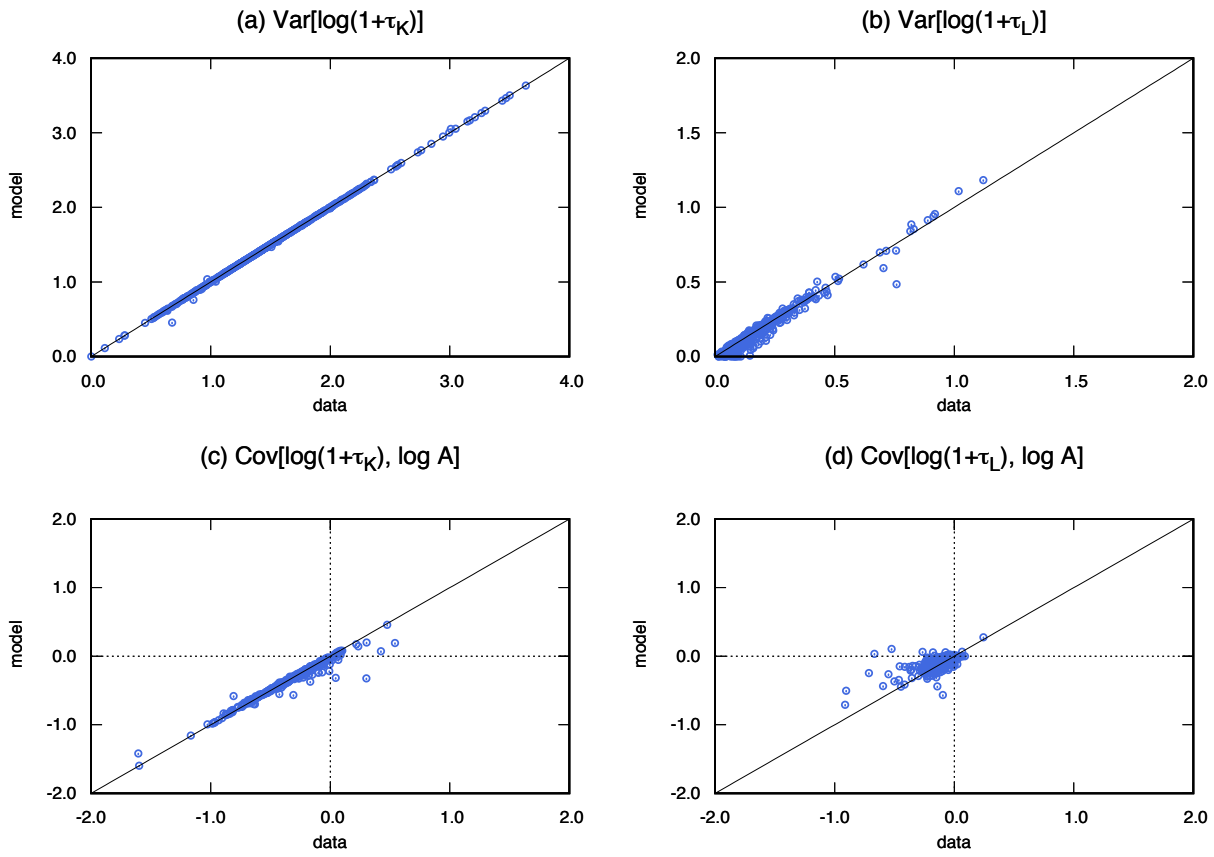 (a) Var[log(1+τK)]
4.0
3.0
2.0
1.0
0.0
model
0.0 1.0 2.0 3.0 4.0
data
(b) Var[log(1+τL)]
2.0
1.5
1.0
0.5
0.0
model
0.0 0.5 1.0 1.5 2.0
data
(c) Cov[log(1+τK), log A]
2.0
1.0
0.0
-1.0
-2.0
model
-2.0 -1.0 0.0 1.0 2.0
data
(d) Cov[log(1+τL), log A]
2.0
1.0
0.0
-1.0
-2.0
model
-2.0 -1.0 0.0 1.0 2.0
data